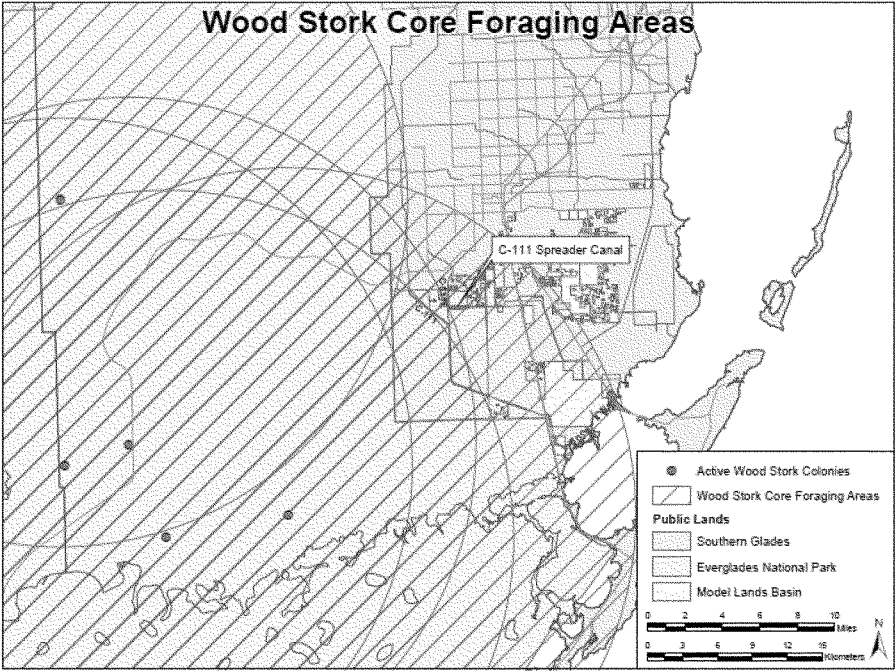 Wood Stork Core Foraging Areas
C-111 Spreader Canal
Active Wood Stork Colonies
Wood Stork Core Foraging Areas
Public Lands
Southern Glades
Everglades National Park
Model Lands Basin
0 2 4 6 8 10
Miles
0 3 6 9 12 15
Kilometers
N